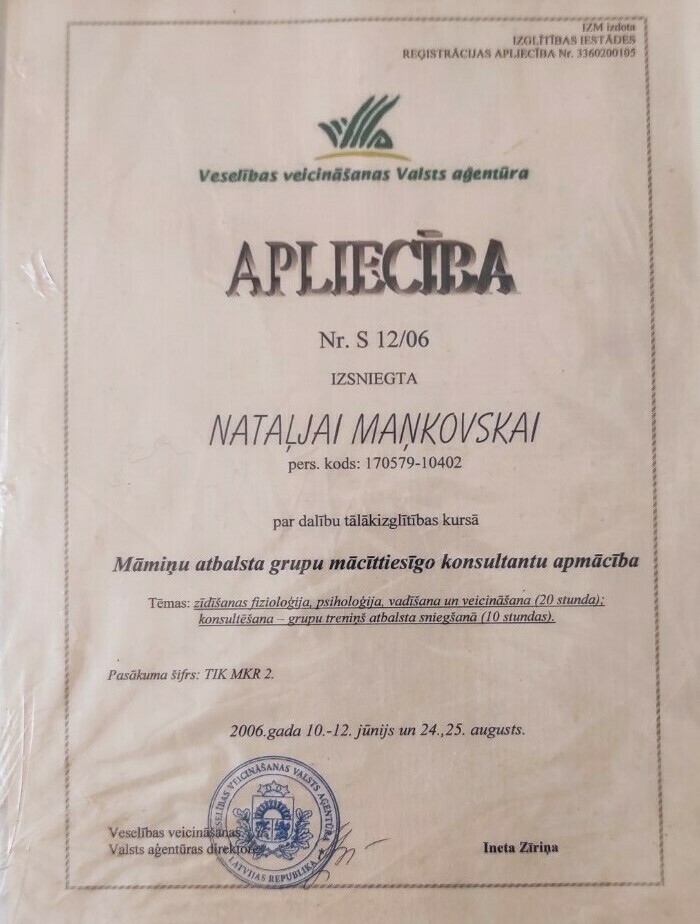 IZM izdota
IZGLĪTĪBAS IESTĀDES
REĢISTRĀCIJAS APLIECĪBA Nr. 3360200105
Veselības veicināšanas Valsts aģentūra
APLIECĪBA
Nr. S 12/06
IZSNIEGTA
NATAĻJAI MAŅKOVSKAI
pers. kods: 170579-10402
par dalību tālākizglītības kursā
Māmiņu atbalsta grupu mācīttiesīgo konsultantu apmācība
Tēmas: zīdīšanas fizioloģija, psiholoģija, vadīšana un veicināšana (20 stunda);
konsultēšana – grupu treniņš atbalsta sniegšanā (10 stundas).
Pasākuma šifrs: TIK MKR 2.
2006.gada 10.-12. jūnijs un 24.,25. augusts.
VESELĪBAS VEICINĀŠANAS VALSTS AĢENTŪRA
LATVIJAS REPUBLIKA
Veselības veicināšanas
Valsts aģentūras direktore
Ineta Zīriņa